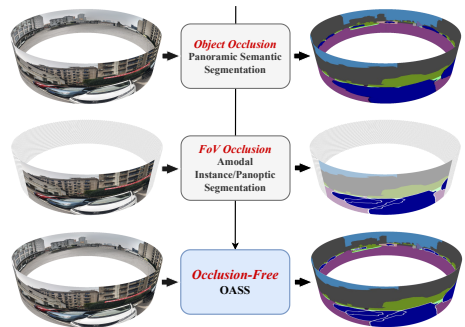 Object Occlusion
Panoramic Semantic
Segmentation
FoV Occlusion
Amodal
Instance/Panoptic
Segmentation
Occlusion-Free
OASS